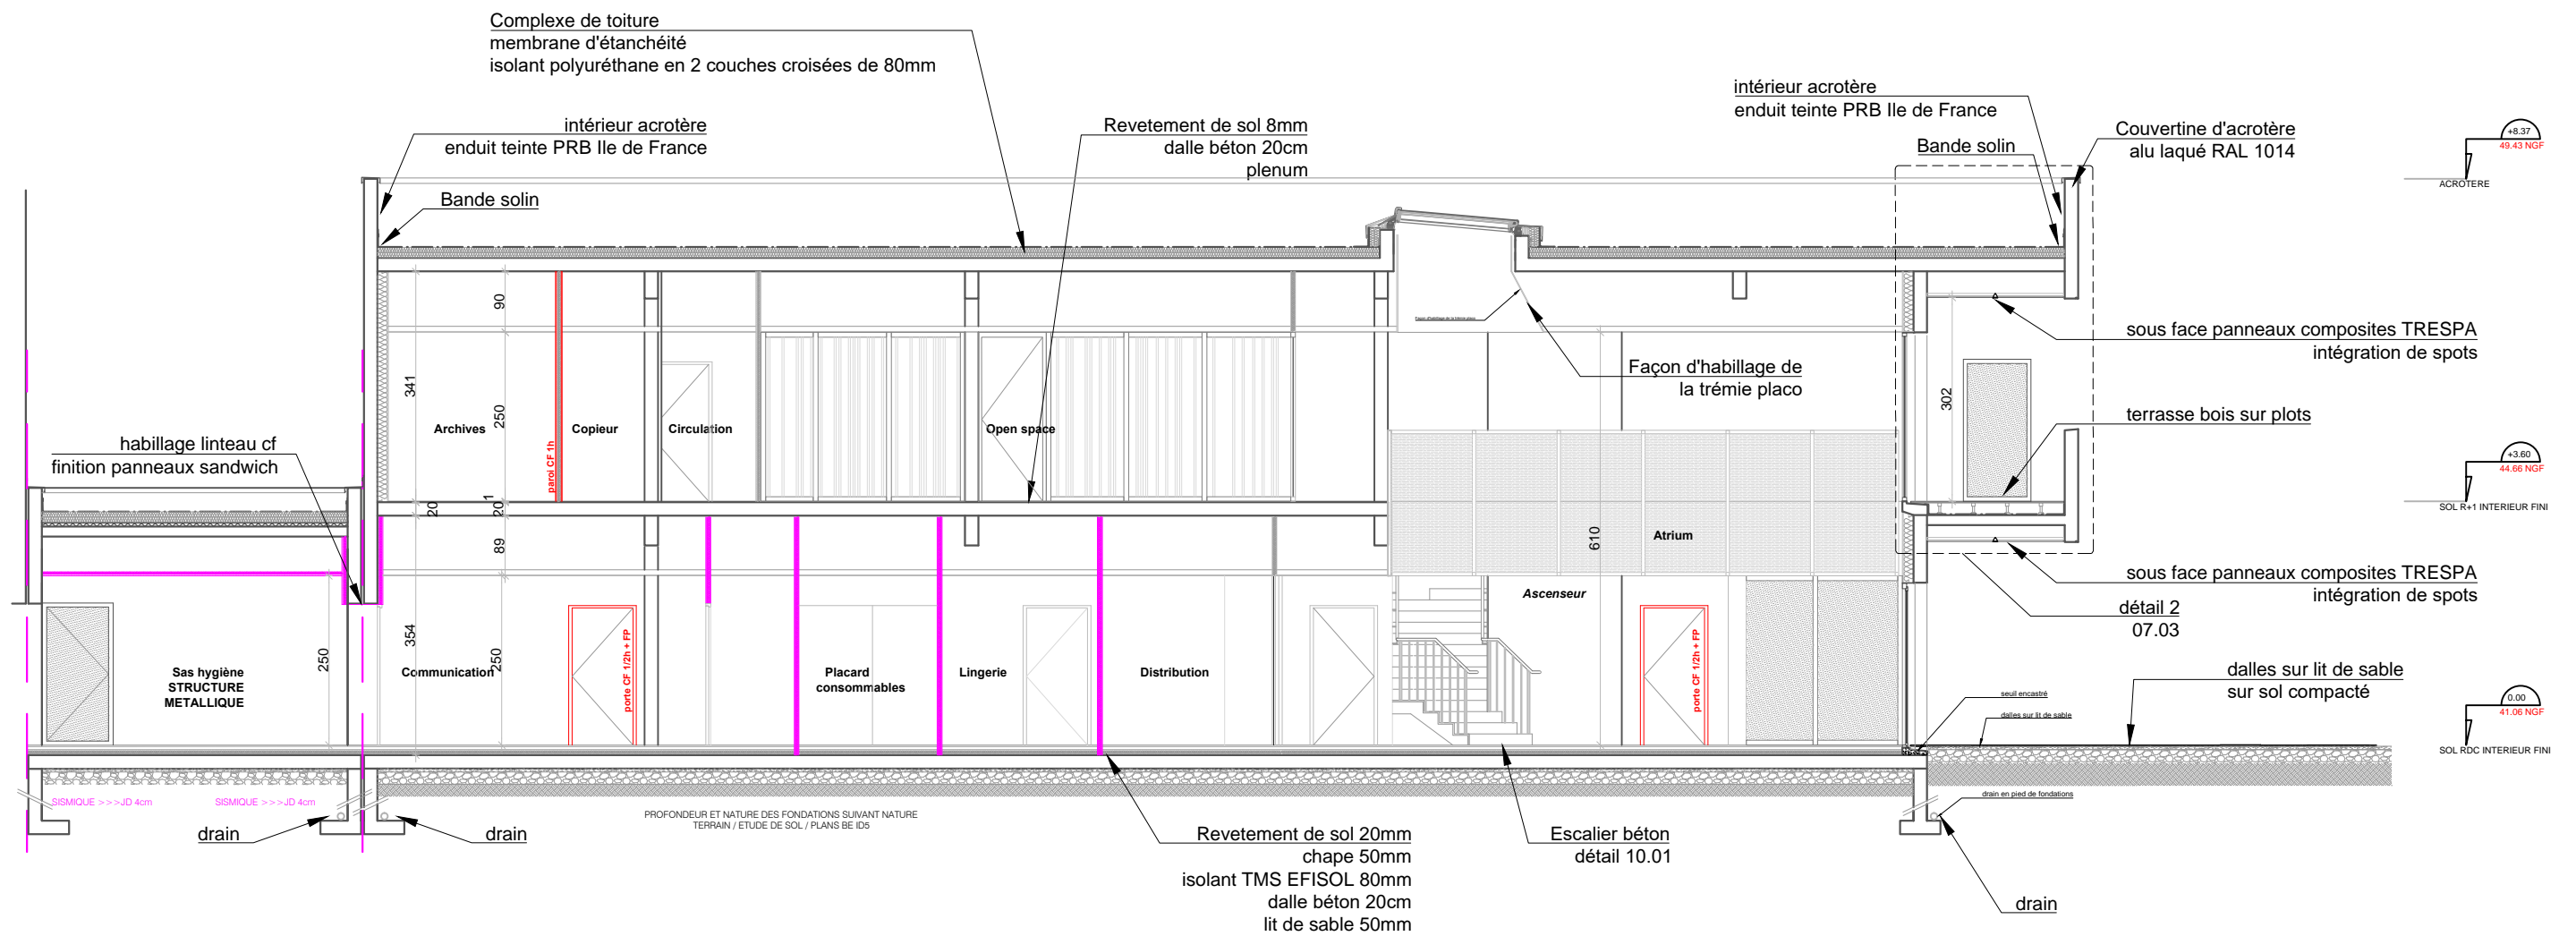 Complexe de toiture
membrane d'étanchéité
isolant polyuréthane en 2 couches croisées de 80mm
intérieur acrotère
enduit teinte PRB Ile de France
Bande solin
Revetement de sol 8mm
dalle béton 20cm
plenum
intérieur acrotère
enduit teinte PRB Ile de France
Bande solin
Couvertine d'acrotère
alu laqué RAL 1014
+8.37
49.43 NGF
ACROTERE
90
341
250
Archives
paroi CF 1h
Copieur
Circulation
Open space
Façon d'habillage de la trémie placo
Façon d'habillage de
la trémie placo
302
sous face panneaux composites TRESPA
intégration de spots
terrasse bois sur plots
+3.60
44.66 NGF
SOL R+1 INTERIEUR FINI
habillage linteau cf
finition panneaux sandwich
20
1
20
89
610
Atrium
sous face panneaux composites TRESPA
intégration de spots
détail 2
07.03
Ascenseur
354
250
250
Sas hygiène
STRUCTURE
METALLIQUE
Communication
porte CF 1/2h + FP
Placard
consommables
Lingerie
Distribution
porte CF 1/2h + FP
seuil encastré
dalles sur lit de sable
dalles sur lit de sable
sur sol compacté
0.00
41.06 NGF
SOL RDC INTERIEUR FINI
SISMIQUE >>>JD 4cm
SISMIQUE >>>JD 4cm
drain
drain
PROFONDEUR ET NATURE DES FONDATIONS SUIVANT NATURE
TERRAIN / ETUDE DE SOL / PLANS BE ID5
Revetement de sol 20mm
chape 50mm
isolant TMS EFISOL 80mm
dalle béton 20cm
lit de sable 50mm
Escalier béton
détail 10.01
drain en pied de fondations
drain